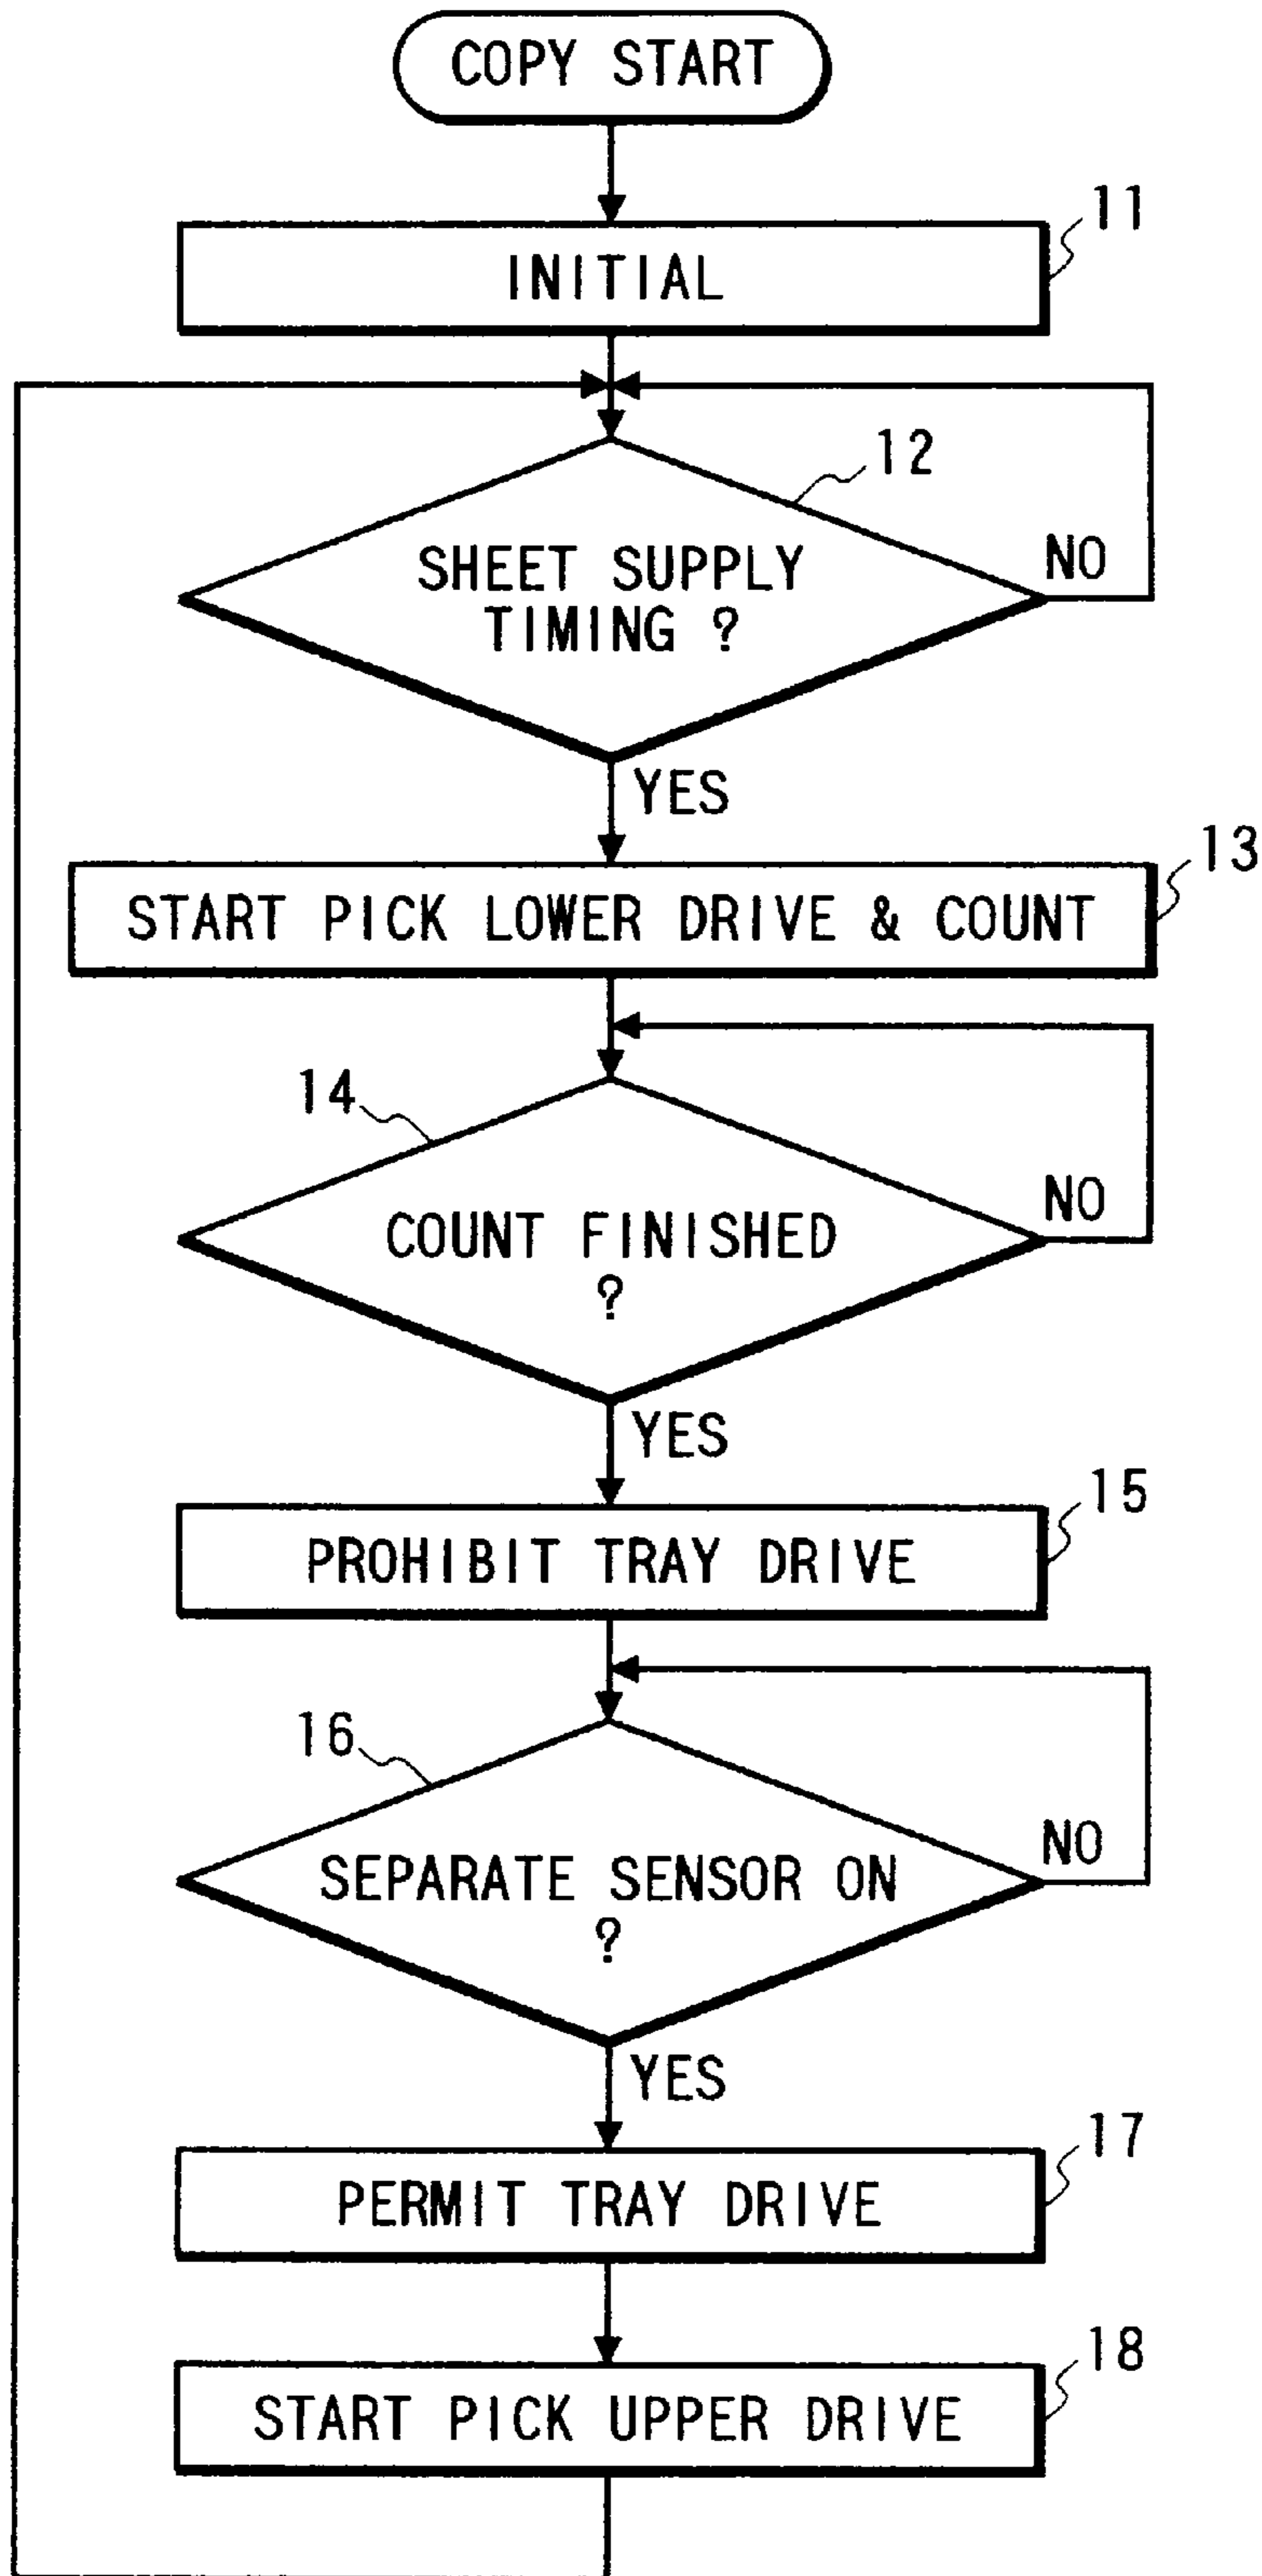 COPY START
11
INITIAL
12
SHEET SUPPLY
TIMING ?
NO
YES
13
START PICK LOWER DRIVE & COUNT
14
COUNT FINISHED
?
NO
YES
15
PROHIBIT TRAY DRIVE
16
SEPARATE SENSOR ON
?
NO
YES
17
PERMIT TRAY DRIVE
18
START PICK UPPER DRIVE